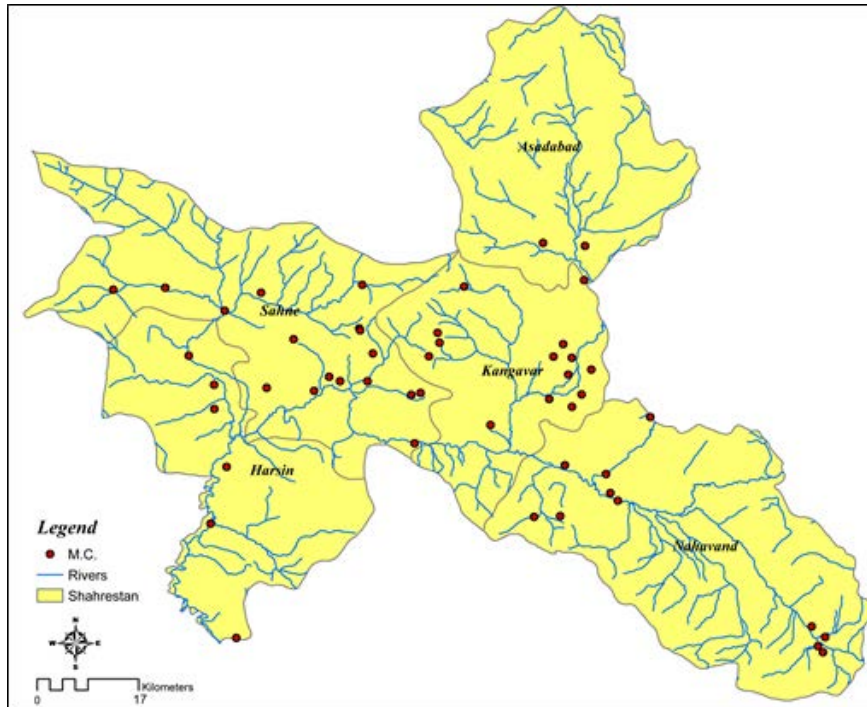 Asadabad
Sahne
Kangavar
Harsin
Nahavand
Legend
M.C.
Rivers
Shahrestan
N
W E
S
Kilometers
0 17